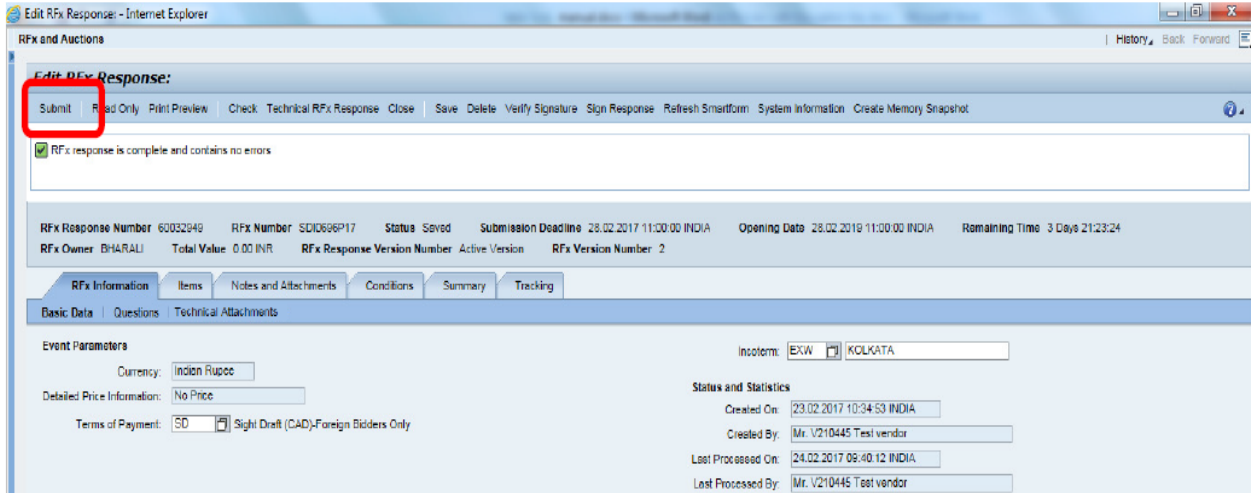 Edit RFx Response: - Internet Explorer
RFx and Auctions
History Back Forward
Edit RFx Response:
Submit Read Only Print Preview Check Technical RFx Response Close Save Delete Verify Signature Sign Response Refresh Smartform System Information Create Memory Snapshot
RFx response is complete and contains no errors
RFx Response Number 60032949 RFx Number SDID696P17 Status Saved Submission Deadline 28.02.2017 11:00:00 INDIA Opening Date 28.02.2019 11:00:00 INDIA Remaining Time 3 Days 21:23:24
RFx Owner BHARALI Total Value 0.00 INR RFx Response Version Number Active Version RFx Version Number 2
RFx Information Items Notes and Attachments Conditions Summary Tracking
Basic Data Questions Technical Attachments
Event Parameters
Incoterm: EXW KOLKATA
Currency: Indian Rupee
Status and Statistics
Detailed Price Information: No Price
Created On: 23.02.2017 10:34:53 INDIA
Terms of Payment: SD Sight Draft (CAD)-Foreign Bidders Only
Created By: Mr. V210445 Test vendor
Last Processed On: 24.02.2017 09:40:12 INDIA
Last Processed By: Mr. V210445 Test vendor